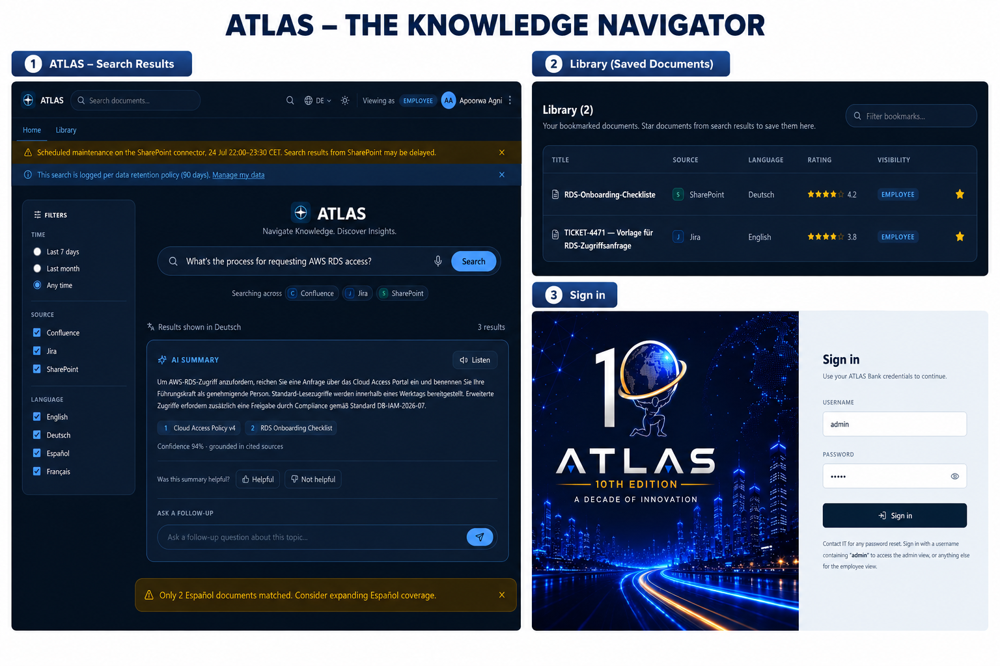 ATLAS – THE KNOWLEDGE NAVIGATOR
1 ATLAS – Search Results
ATLAS
Search documents...
DE
Viewing as
EMPLOYEE
AA
Apoorwa Agni
Home
Library
Scheduled maintenance on the SharePoint connector, 24 Jul 22:00–23:30 CET. Search results from SharePoint may be delayed.
This search is logged per data retention policy (90 days). Manage my data
FILTERS
TIME
Last 7 days
Last month
Any time
SOURCE
Confluence
Jira
SharePoint
LANGUAGE
English
Deutsch
Español
Français
ATLAS
Navigate Knowledge. Discover Insights.
What's the process for requesting AWS RDS access?
Search
Searching across
C Confluence
J Jira
S SharePoint
Results shown in Deutsch
3 results
AI SUMMARY
Listen
Um AWS-RDS-Zugriff anzufordern, reichen Sie eine Anfrage über das Cloud Access Portal ein und benennen Sie Ihre
Führungskraft als genehmigende Person. Standard-Lesezugriffe werden innerhalb eines Werktags bereitgestellt. Erweiterte
Zugriffe erfordern zusätzlich eine Freigabe durch Compliance gemäß Standard DB-IAM-2026-07.
1 Cloud Access Policy v4
2 RDS Onboarding Checklist
Confidence 94% · grounded in cited sources
Was this summary helpful?
Helpful
Not helpful
ASK A FOLLOW-UP
Ask a follow-up question about this topic...
Only 2 Español documents matched. Consider expanding Español coverage.
2 Library (Saved Documents)
Library (2)
Your bookmarked documents. Star documents from search results to save them here.
Filter bookmarks...
TITLE SOURCE LANGUAGE RATING VISIBILITY
RDS-Onboarding-Checkliste S SharePoint Deutsch 4.2 EMPLOYEE
TICKET-4471 — Vorlage für
RDS-Zugriffsanfrage J Jira English 3.8 EMPLOYEE
3 Sign in
10
ATLAS
10TH EDITION
A DECADE OF INNOVATION
Sign in
Use your ATLAS Bank credentials to continue.
USERNAME
admin
PASSWORD
•••••
Sign in
Contact IT for any password reset. Sign in with a username
containing "admin" to access the admin view, or anything else
for the employee view.